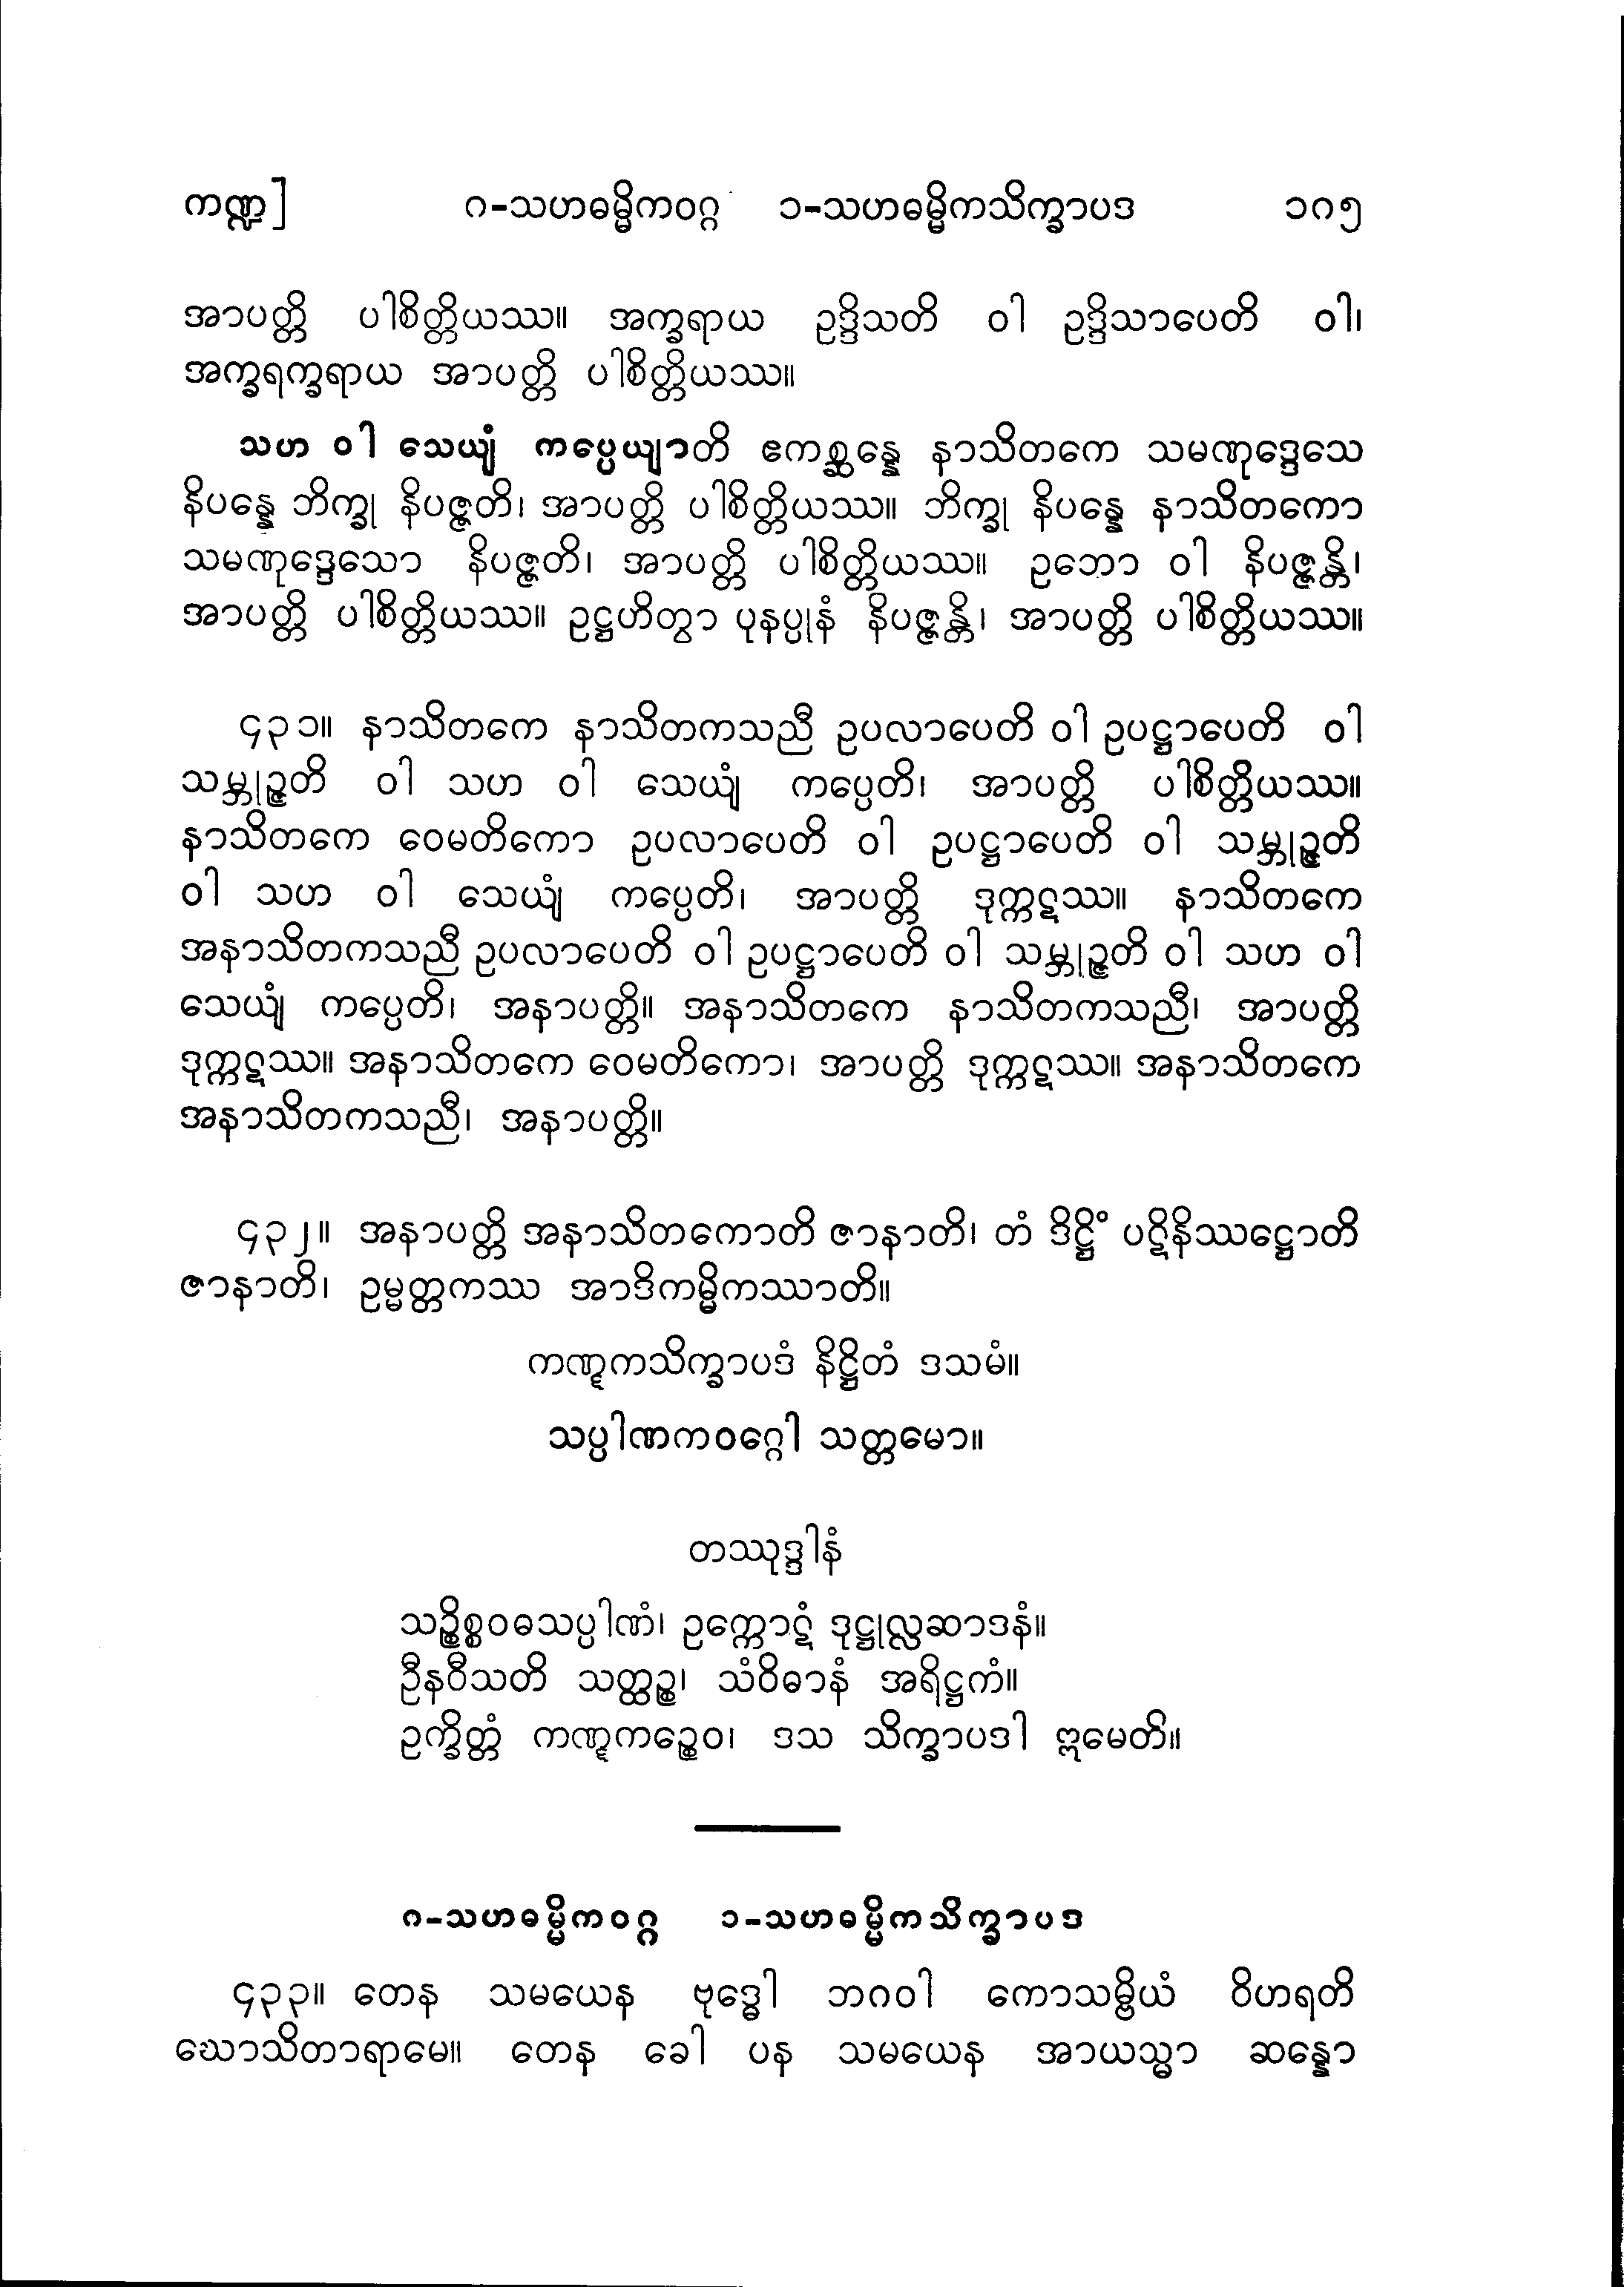 ကဏ္ဍ] ဂ-သဟဓမ္မိကဝဂ္ဂ ၁-သဟဓမ္မိကသိက္ခာပဒ ၁၈၅
အာပတ္တိ ပါစိတ္တိယဿ။ အက္ခရာယ ဥဒ္ဒိသတိ ဝါ ဥဒ္ဒိသာပေတိ ဝါ၊
အက္ခရက္ခရာယ အာပတ္တိ ပါစိတ္တိယဿ။
သဟ ဝါ သေယျံ ကပ္ပေယျာတိ ဧကစ္ဆန္နေ နာသိတကေ သမဏုဒ္ဒေသေ
နိပန္နေ ဘိက္ခု နိပဇ္ဇတိ၊ အာပတ္တိ ပါစိတ္တိယဿ။ ဘိက္ခု နိပန္နေ နာသိတကော
သမဏုဒ္ဒေသော နိပဇ္ဇတိ၊ အာပတ္တိ ပါစိတ္တိယဿ။ ဥဘော ဝါ နိပဇ္ဇန္တိ၊
အာပတ္တိ ပါစိတ္တိယဿ။ ဥဋ္ဌဟိတွာ ပုနပ္ပုနံ နိပဇ္ဇန္တိ၊ အာပတ္တိ ပါစိတ္တိယဿ။
၄၃၁။ နာသိတကေ နာသိတကသညီ ဥပလာပေတိ ဝါ ဥပဋ္ဌာပေတိ ဝါ
သမ္ဘုဉ္ဇတိ ဝါ သဟ ဝါ သေယျံ ကပ္ပေတိ၊ အာပတ္တိ ပါစိတ္တိယဿ။
နာသိတကေ ဝေမတိကော ဥပလာပေတိ ဝါ ဥပဋ္ဌာပေတိ ဝါ သမ္ဘုဉ္ဇတိ
ဝါ သဟ ဝါ သေယျံ ကပ္ပေတိ၊ အာပတ္တိ ဒုက္ကဋဿ။ နာသိတကေ
အနာသိတကသညီ ဥပလာပေတိ ဝါ ဥပဋ္ဌာပေတိ ဝါ သမ္ဘုဉ္ဇတိ ဝါ သဟ ဝါ
သေယျံ ကပ္ပေတိ၊ အနာပတ္တိ။ အနာသိတကေ နာသိတကသညီ၊ အာပတ္တိ
ဒုက္ကဋဿ။ အနာသိတကေ ဝေမတိကော၊ အာပတ္တိ ဒုက္ကဋဿ။ အနာသိတကေ
အနာသိတကသညီ၊ အနာပတ္တိ။
၄၃၂။ အနာပတ္တိ အနာသိတကောတိ ဇာနာတိ၊ တံ ဒိဋ္ဌိံ ပဋိနိဿဋ္ဌောတိ
ဇာနာတိ၊ ဥမ္မတ္တကဿ အာဒိကမ္မိကဿာတိ။
ကဏ္ဋကသိက္ခာပဒံ နိဋ္ဌိတံ ဒသမံ။
သပ္ပါဏကဝဂ္ဂေါ သတ္တမော။
တဿုဒ္ဒါနံ
သဉ္စိစ္စဝဓသပ္ပါဏံ၊ ဥက္ကောဋံ ဒုဋ္ဌုလ္လဆာဒနံ။
ဦနဝီသတိ သတ္ထဉ္စ၊ သံဝိဓာနံ အရိဋ္ဌကံ။
ဥက္ခိတ္တံ ကဏ္ဋကဉ္စေဝ၊ ဒသ သိက္ခာပဒါ ဣမေတိ။
ဂ-သဟဓမ္မိကဝဂ္ဂ ၁-သဟဓမ္မိကသိက္ခာပဒ
၄၃၃။ တေန သမယေန ဗုဒ္ဓေါ ဘဂဝါ ကောသမ္ဗိယံ ဝိဟရတိ
ဃောသိတာရာမေ။ တေန ခေါ ပန သမယေန အာယသ္မာ ဆန္နော